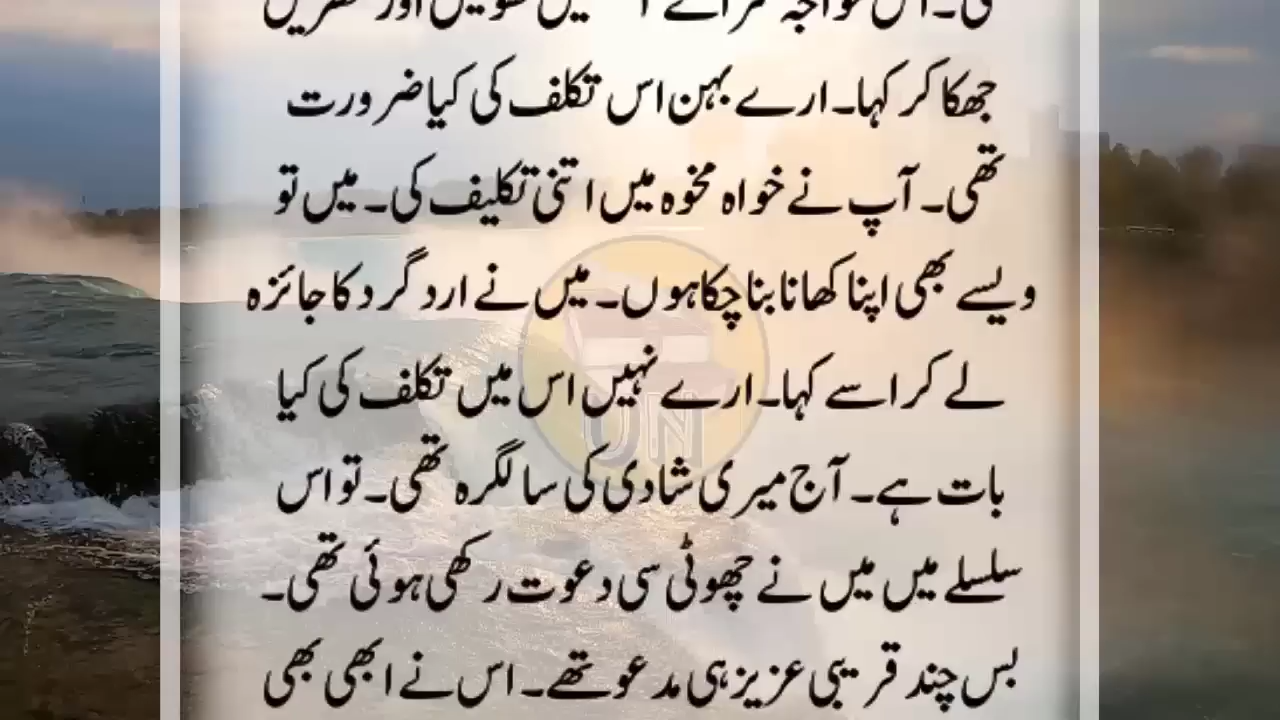 جھکا کر کہا۔ارے بہن اس تکلف کی کیا ضرورت
تھی۔ آپ نے خواہ مخوہ میں اتنی تکلیف کی۔ میں تو
ویسے بھی اپنا کھانا بنا چکا ہوں۔ میں نے ارد گرد کا جائزہ
لے کر اسے کہا۔ارے نہیں اس میں تکلف کی کیا
بات ہے۔ آج میری شادی کی سالگرہ تھی۔ تو اس
سلسلے میں میں نے چھوٹی سی دعوت رکھی ہوئی تھی۔
بس چند قریبی عزیز ہی مدعو تھے۔ اس نے ابھی بھی
UN